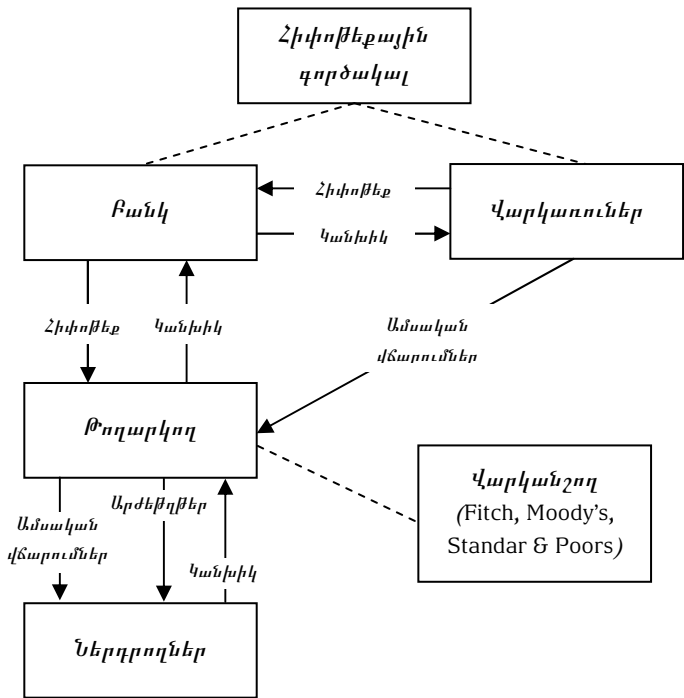 Հիփոթեքային
գործակալ
Բանկ
Հիփոթեք
Կանխիկ
Վարկառուներ
Հիփոթեք
Կանխիկ
Ամսական
վճարումներ
Թողարկող
Վարկանշող
(Fitch, Moody's,
Standar & Poors)
Ամսական
վճարումներ
Արժեթղթեր
Կանխիկ
Ներդրողներ